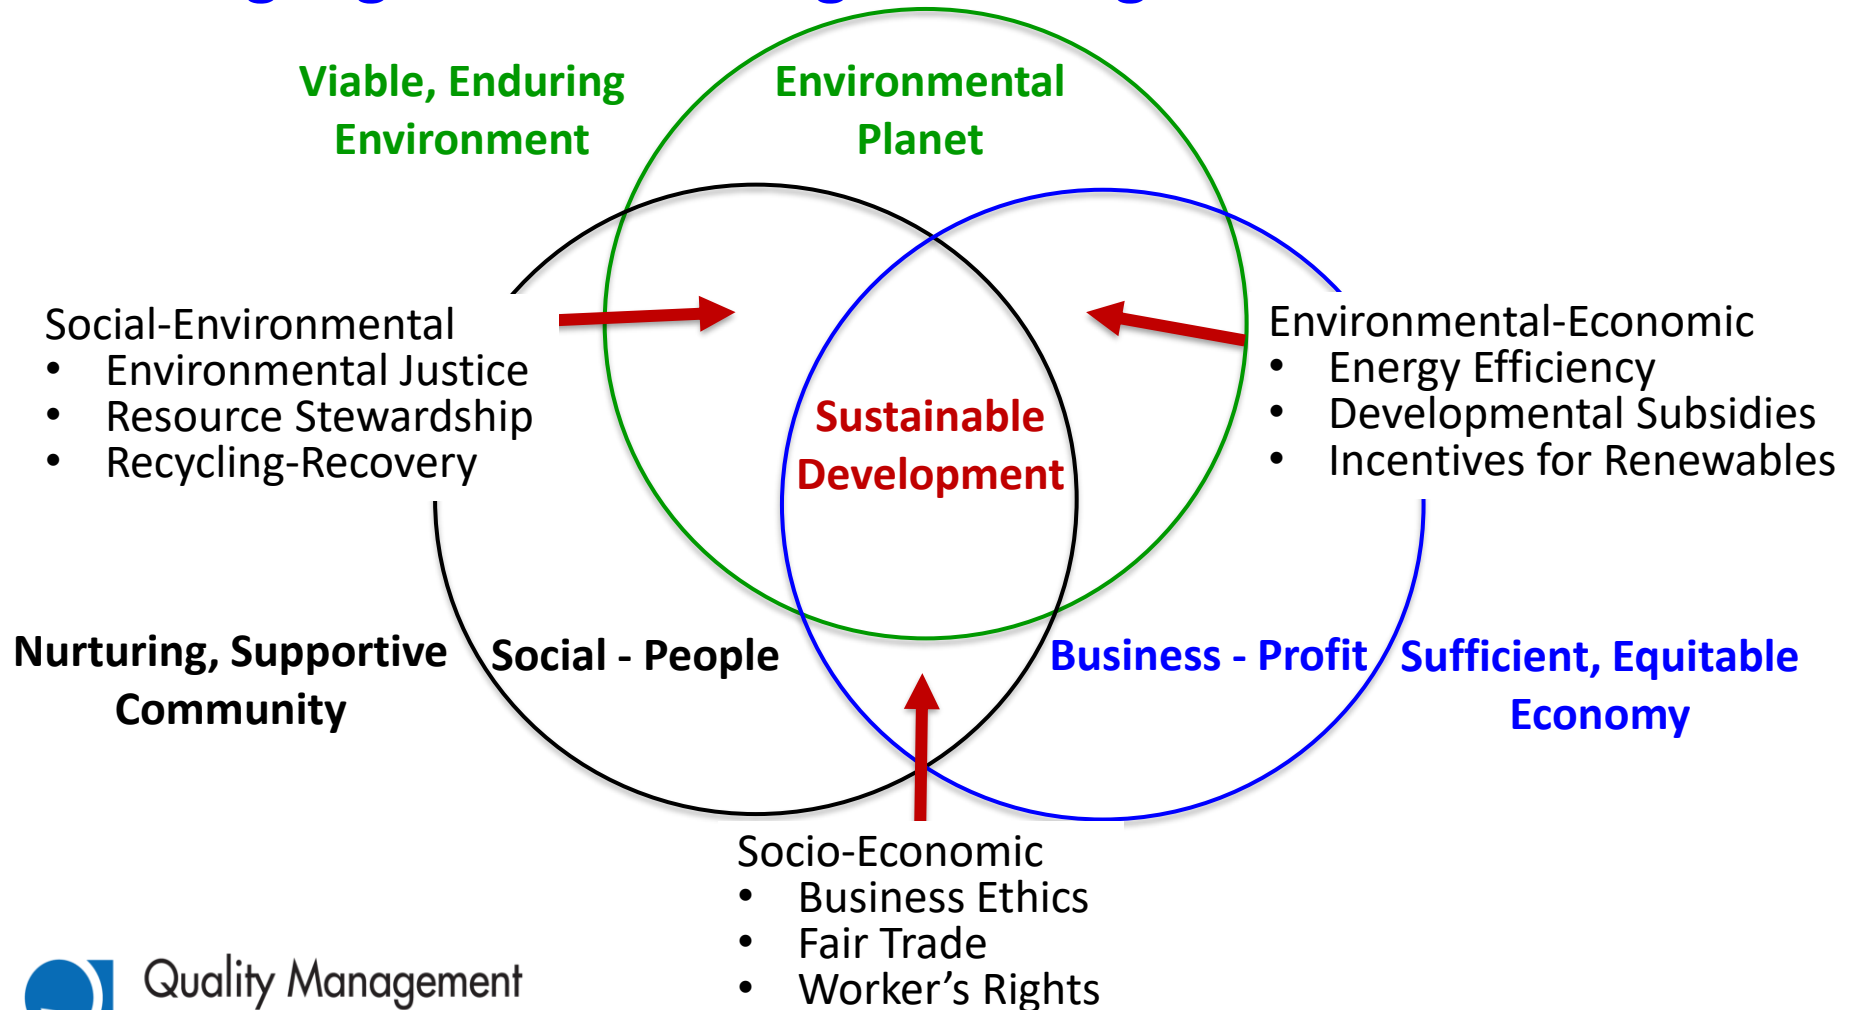 Viable, Enduring
Environment
Environmental
Planet
Social-Environmental
• Environmental Justice
• Resource Stewardship
• Recycling-Recovery
Environmental-Economic
• Energy Efficiency
• Developmental Subsidies
• Incentives for Renewables
Sustainable
Development
Nurturing, Supportive
Community
Social - People
Business - Profit
Sufficient, Equitable
Economy
Socio-Economic
• Business Ethics
• Fair Trade
• Worker’s Rights
Quality Management